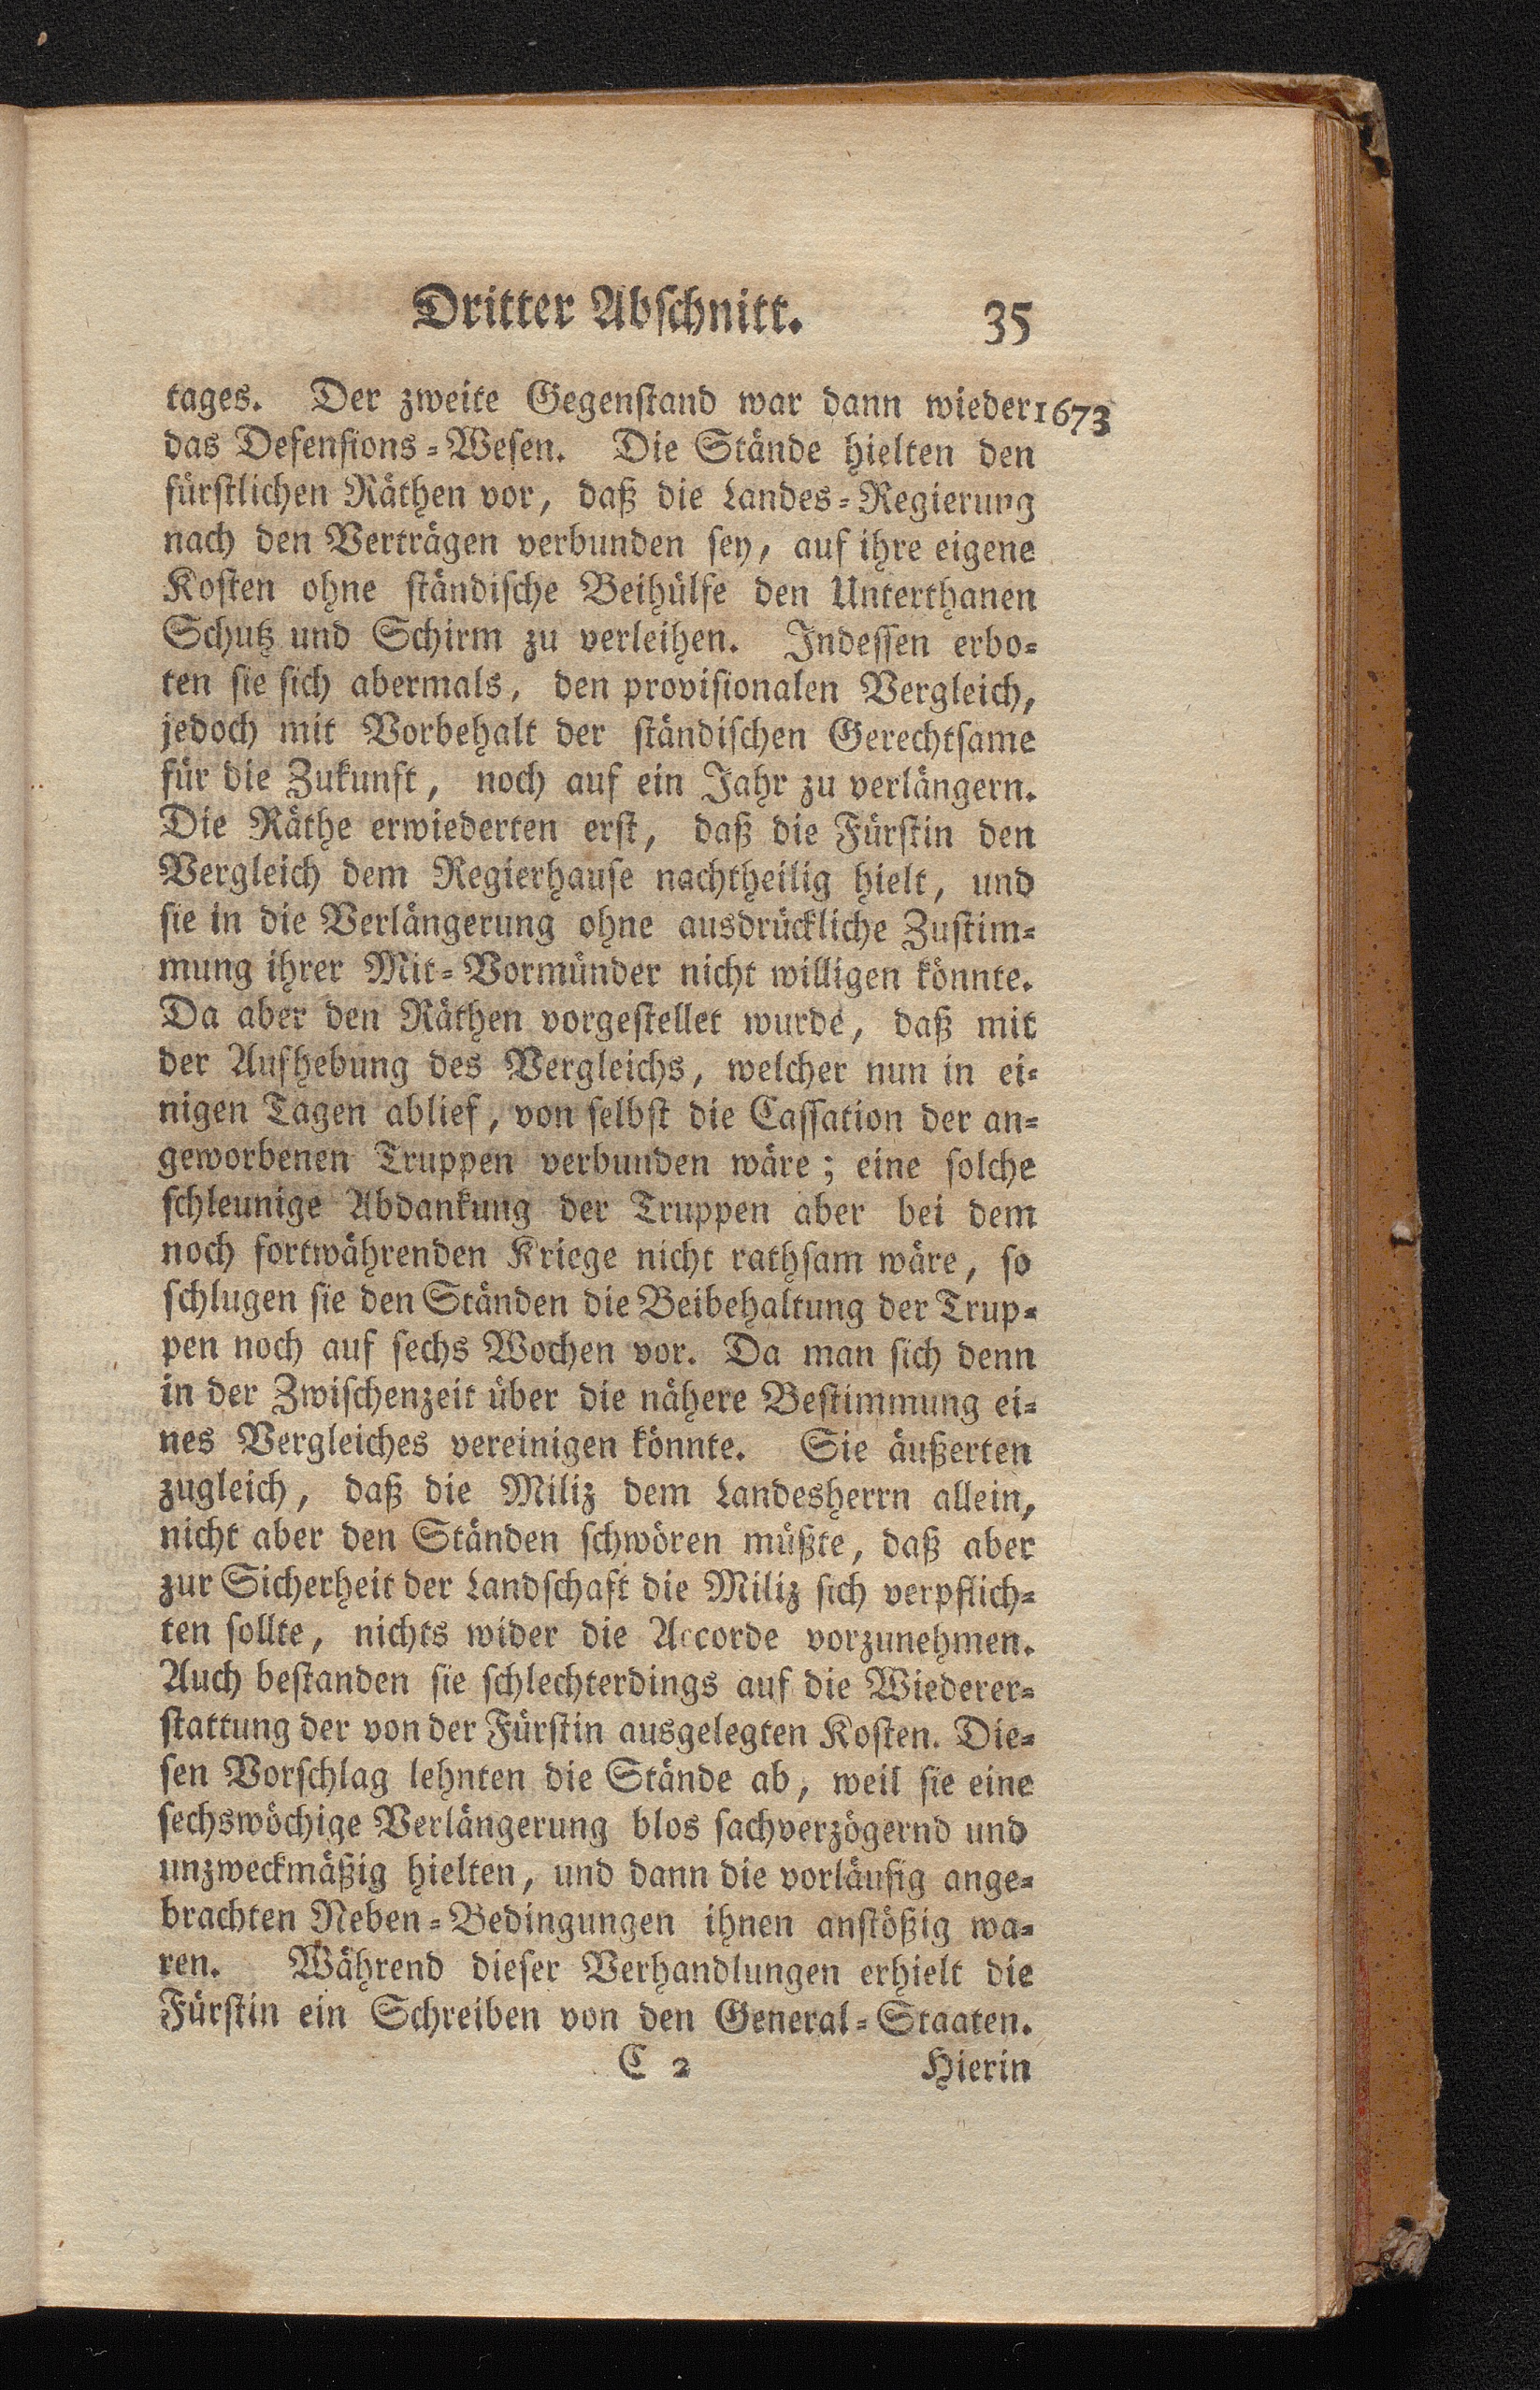 Dritter Abschnitt. 35
tages. Der zweite Gegenstand war dann wieder 1673
das Defensions-Wesen. Die Stände hielten den
fürstlichen Räthen vor, daß die Landes-Regierung
nach den Verträgen verbunden sey, auf ihre eigene
Kosten ohne ständische Beihülfe den Unterthanen
Schutz und Schirm zu verleihen. Indessen erbo-
ten sie sich abermals, den provisionalen Vergleich,
jedoch mit Vorbehalt der ständischen Gerechtsame
für die Zukunft, noch auf ein Jahr zu verlängern.
Die Räthe erwiederten erst, daß die Fürstin den
Vergleich dem Regierhause nachtheilig hielt, und
sie in die Verlängerung ohne ausdrückliche Zustim-
mung ihrer Mit-Vormünder nicht willigen könnte.
Da aber den Räthen vorgestellet wurde, daß mit
der Aufhebung des Vergleichs, welcher nun in ei-
nigen Tagen ablief, von selbst die Cassation der an-
geworbenen Truppen verbunden wäre; eine solche
schleunige Abdankung der Truppen aber bei dem
noch fortwährenden Kriege nicht rathsam wäre, so
schlugen sie den Ständen die Beibehaltung der Trup-
pen noch auf sechs Wochen vor. Da man sich denn
in der Zwischenzeit über die nähere Bestimmung ei-
nes Vergleiches vereinigen könnte. Sie äußerten
zugleich, daß die Miliz dem Landesherrn allein,
nicht aber den Ständen schwören müßte, daß aber
zur Sicherheit der Landschaft die Miliz sich verpflich-
ten sollte, nichts wider die Accorde vorzunehmen.
Auch bestanden sie schlechterdings auf die Wiederer-
stattung der von der Fürstin ausgelegten Kosten. Die-
sen Vorschlag lehnten die Stände ab, weil sie eine
sechswöchige Verlängerung blos sachverzögernd und
unzweckmäßig hielten, und dann die vorläufig ange-
brachten Neben-Bedingungen ihnen anstößig wa-
ren. Während dieser Verhandlungen erhielt die
Fürstin ein Schreiben von den General-Staaten.
C 2 Hierin